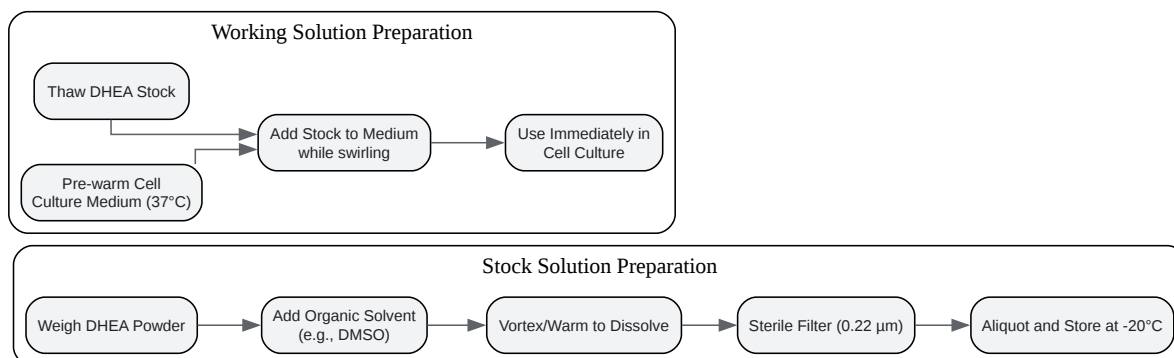 Working Solution Preparation
Thaw DHEA Stock
Pre-warm Cell
Culture Medium (37°C)
Add Stock to Medium
while swirling
Use Immediately in
Cell Culture
Stock Solution Preparation
Weigh DHEA Powder
Add Organic Solvent
(e.g., DMSO)
Vortex/Warm to Dissolve
Sterile Filter (0.22 µm)
Aliquot and Store at -20°C